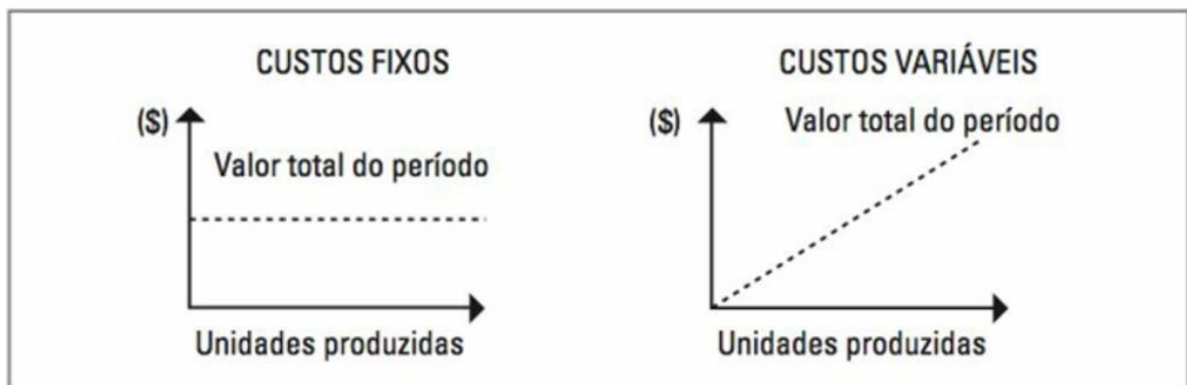 CUSTOS FIXOS
($)
Valor total do período
Unidades produzidas
CUSTOS VARIÁVEIS
($)
Valor total do período
Unidades produzidas